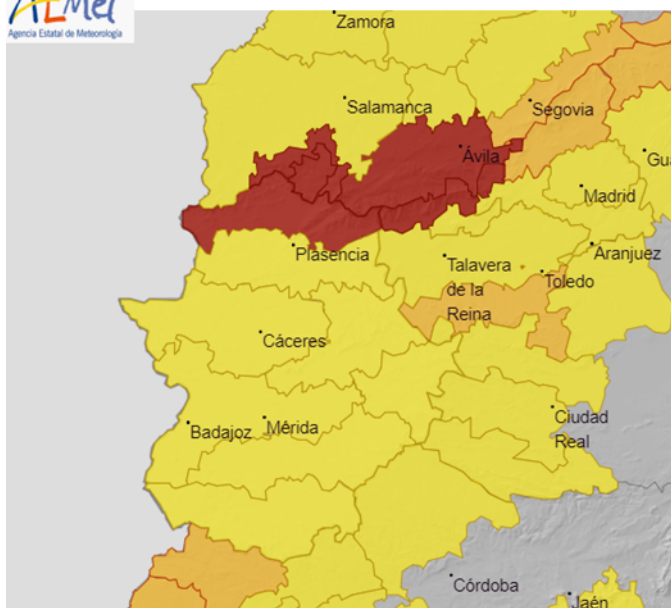 AEMet
Agencia Estatal de Meteorología
Zamora
Salamanca
Segovia
Ávila
Gua
Madrid
Plasencia
Aranjuez
Talavera
de la
Reina
Toledo
Cáceres
Badajoz
Mérida
Ciudad
Real
Córdoba
Jaén